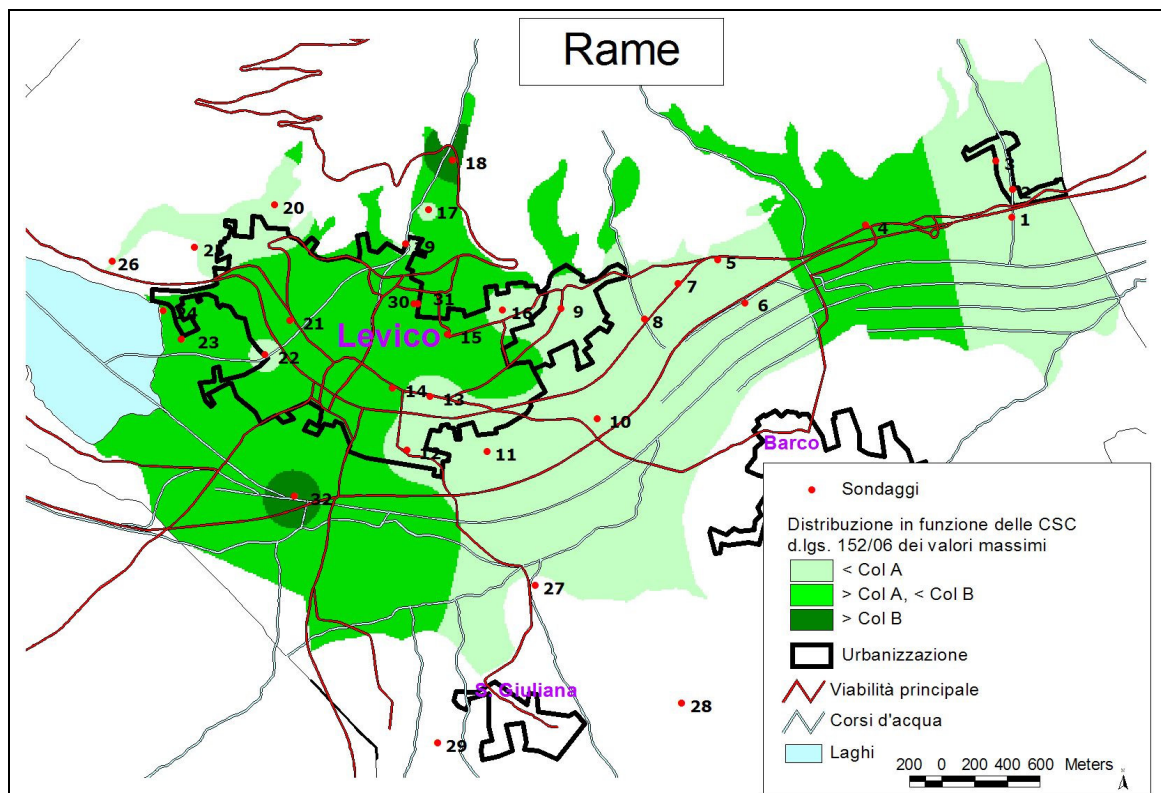 Rame
18
3
2
20
17
1
19
4
25
26
5
7
6
30
31
16
9
24
21
8
Levico
15
23
22
14
13
10
12
11
Barco
32
27
S. Giuliana
28
29
Sondaggi
Distribuzione in funzione delle CSC
d.lgs. 152/06 dei valori massimi
< Col A
> Col A, < Col B
> Col B
Urbanizzazione
Viabilità principale
Corsi d'acqua
Laghi
200 0 200 400 600 Meters
N